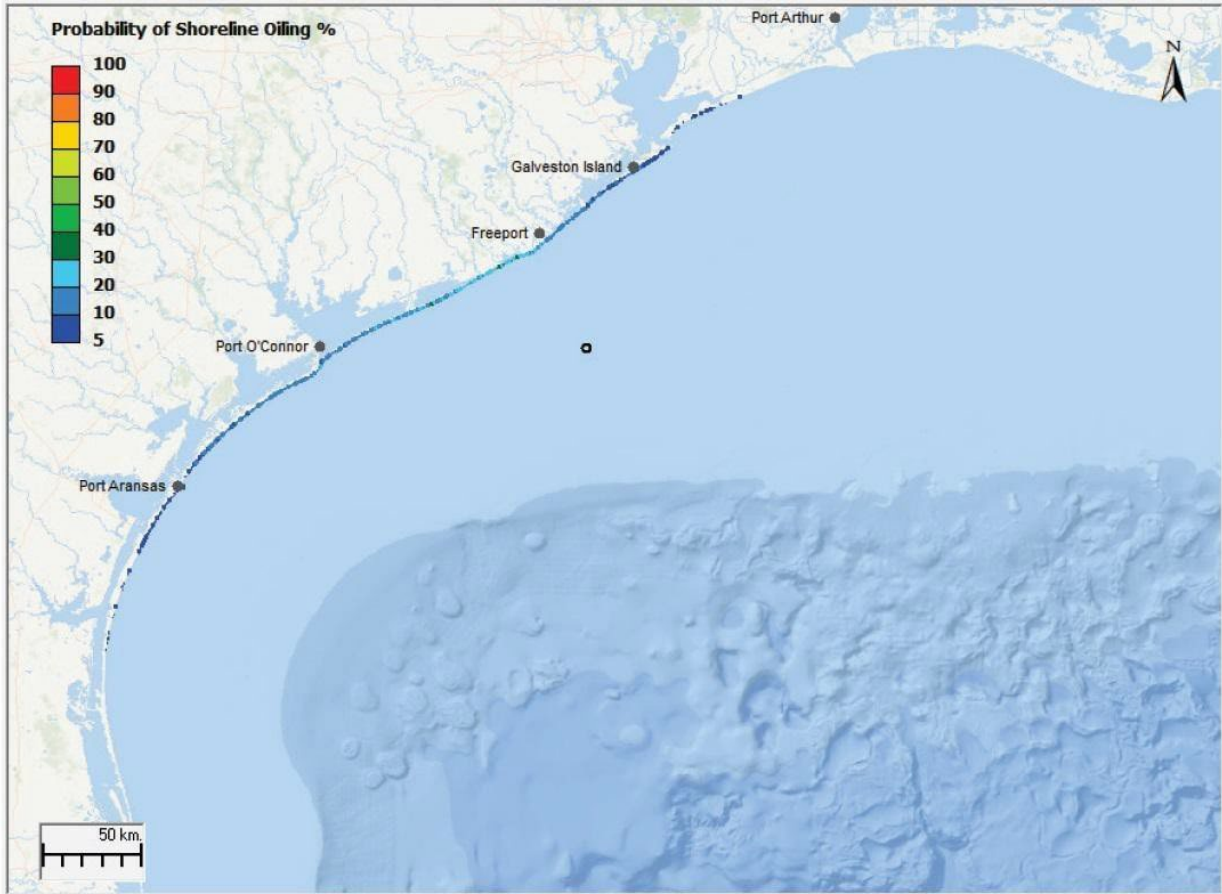 Probability of Shoreline Oiling %
100
90
80
70
60
50
40
30
20
10
5
Port Arthur
N
Galveston Island
Freeport
Port O'Connor
Port Aransas
50 km.